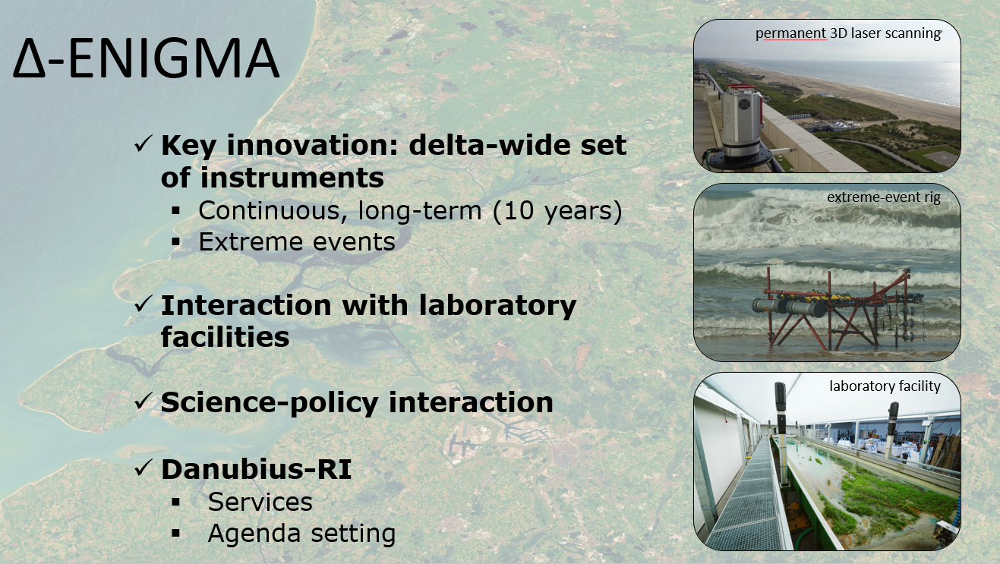 Δ-ENIGMA
✓ Key innovation: delta-wide set
of instruments
▪ Continuous, long-term (10 years)
▪ Extreme events
✓ Interaction with laboratory
facilities
✓ Science-policy interaction
✓ Danubius-RI
▪ Services
▪ Agenda setting
permanent 3D laser scanning
extreme-event rig
laboratory facility